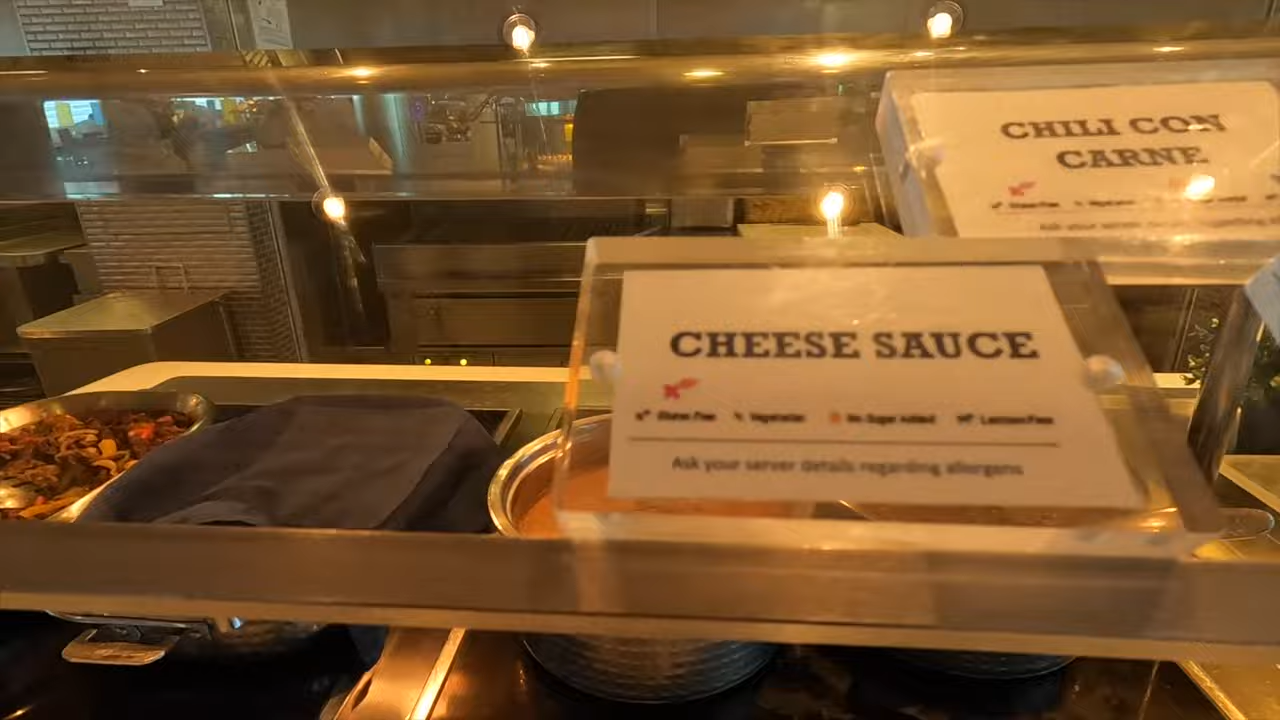 CHILI CON
CARNE
CHEESE SAUCE
Gluten Free Vegetarian No Sugar Added Lactose Free
Ask your server details regarding allergens